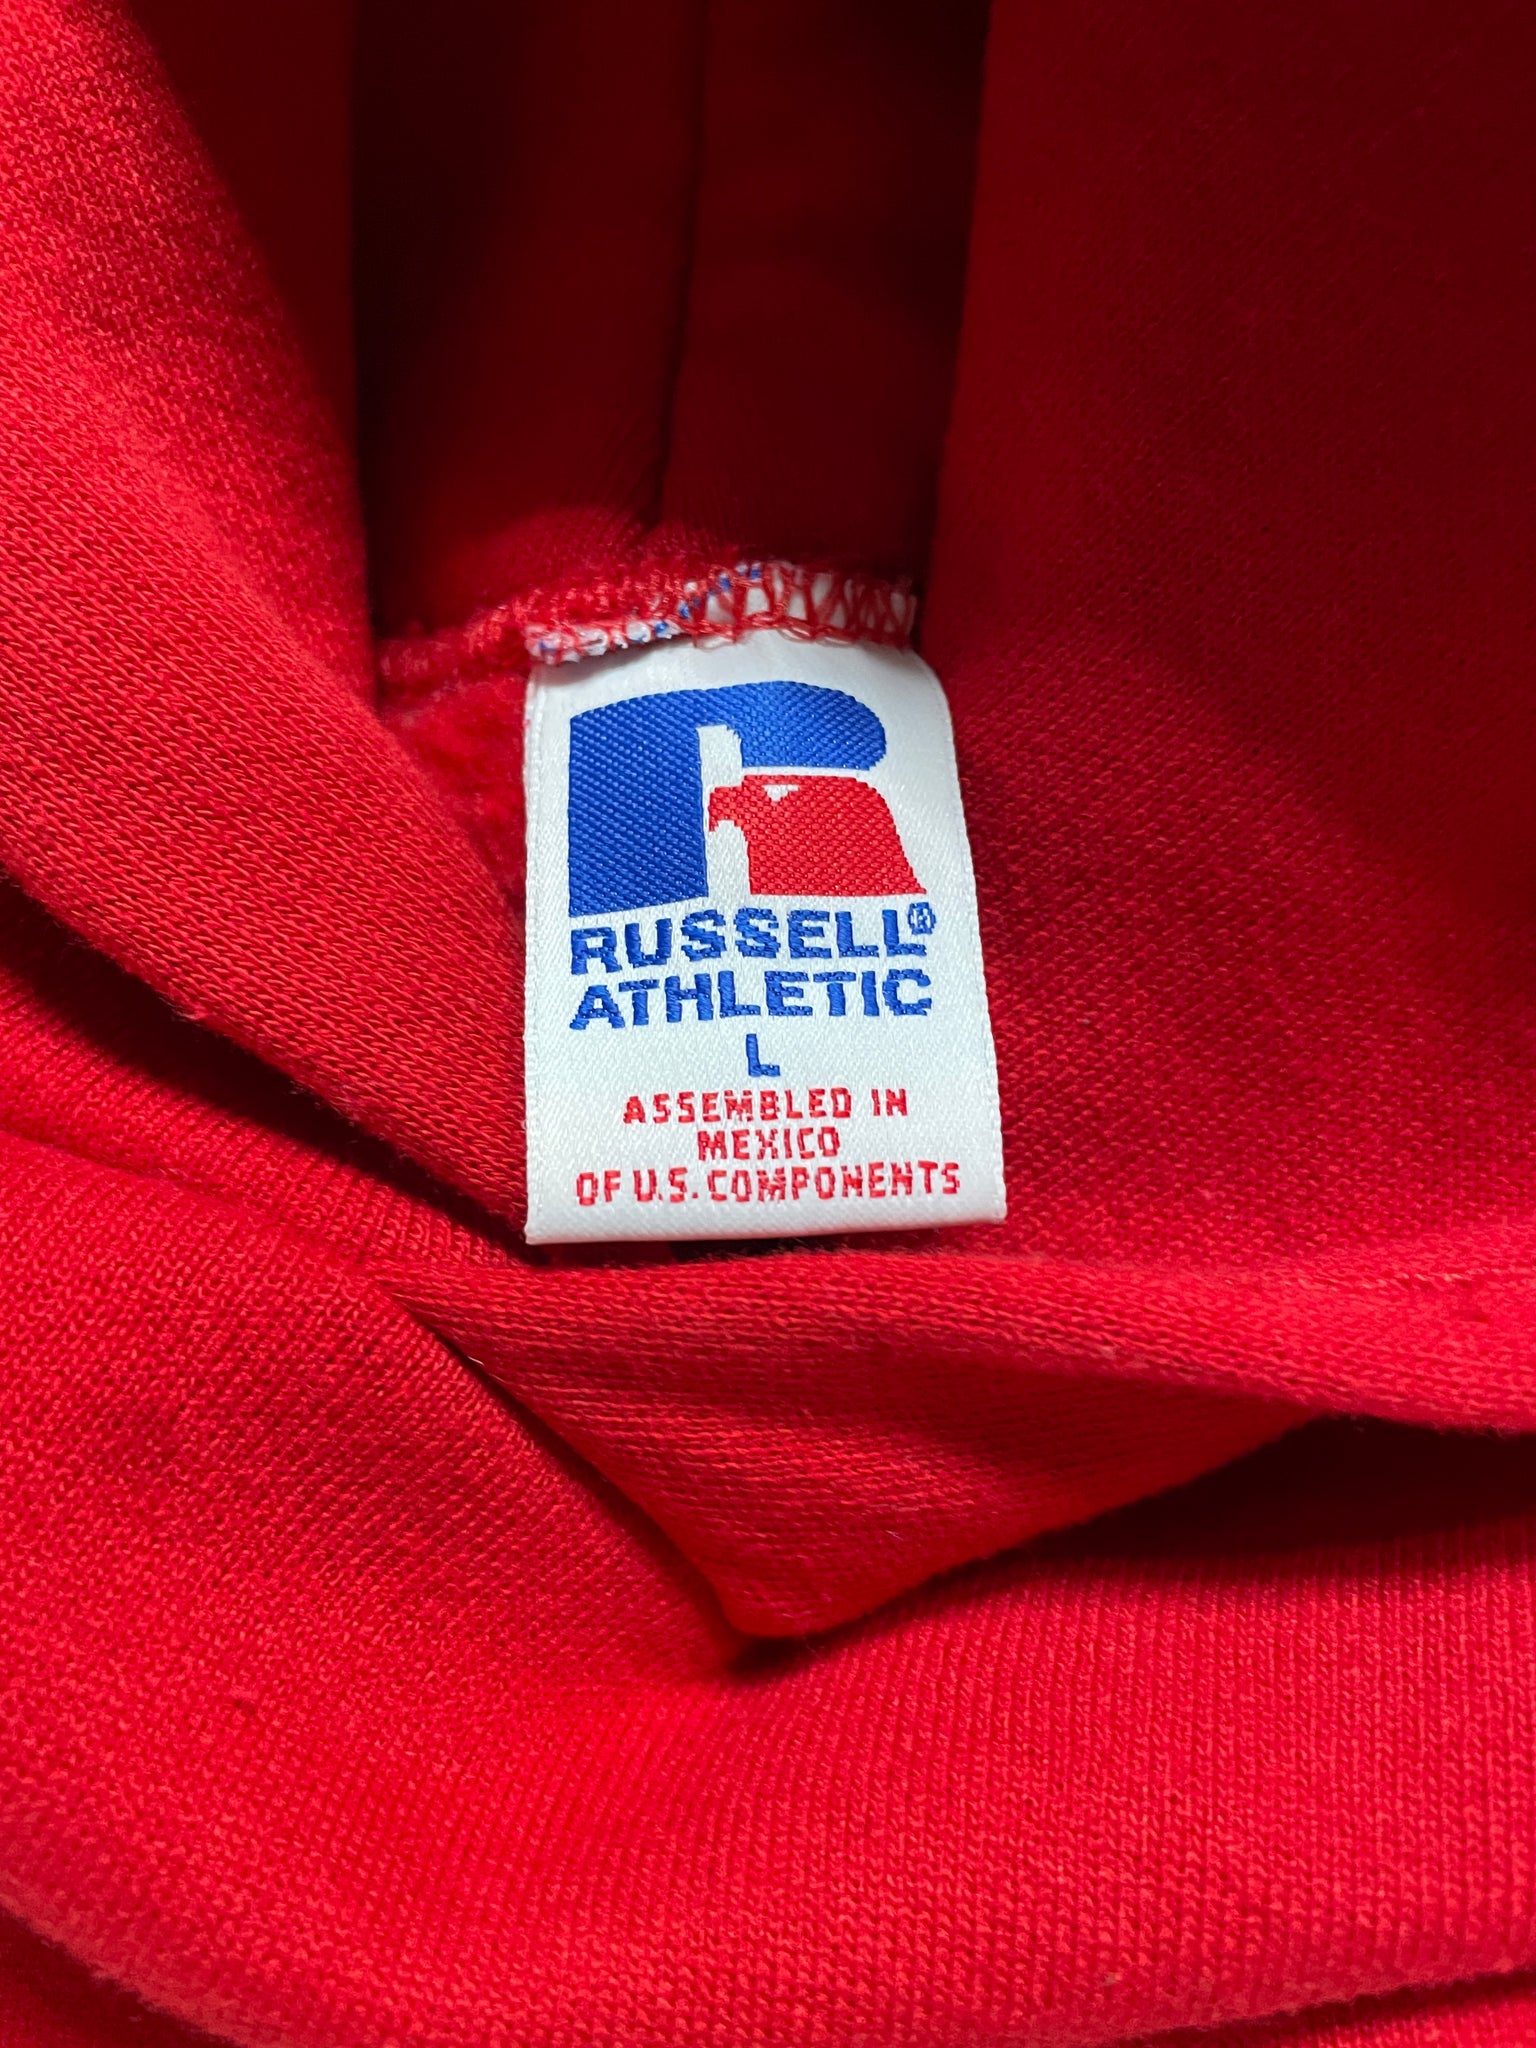 RUSSELL®
ATHLETIC
L
ASSEMBLED IN
MEXICO
OF U.S. COMPONENTS